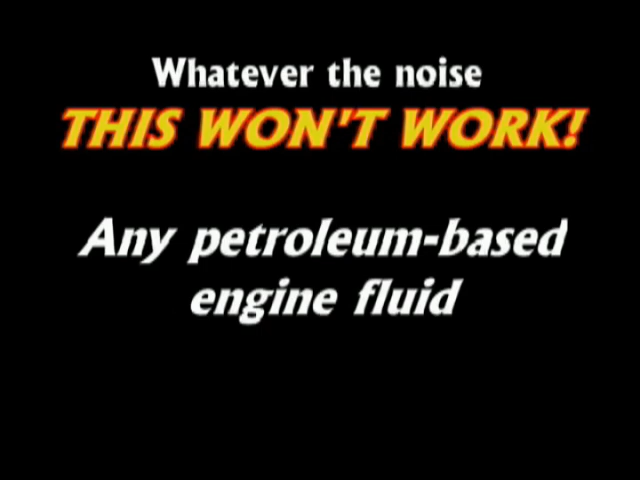 Whatever the noise
THIS WON'T WORK!
Any petroleum-based
engine fluid